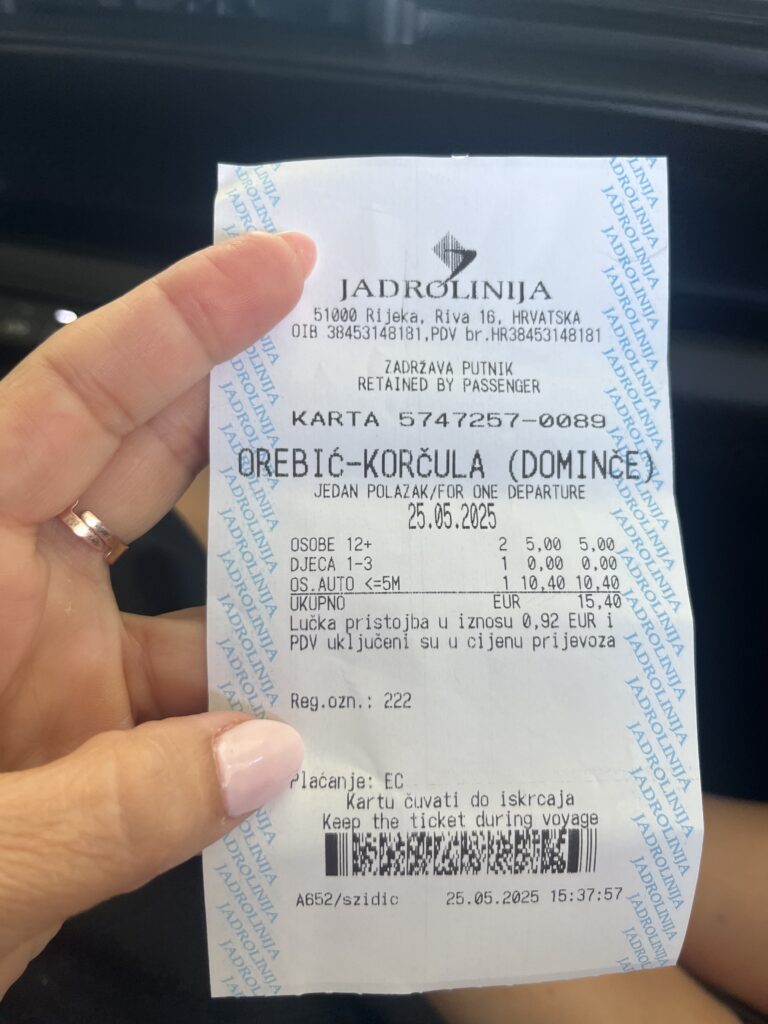 JADROLINIJA
51000 Rijeka, Riva 16, HRVATSKA
OIB 38453148181,PDV br.HR38453148181
ZADRŽAVA PUTNIK
RETAINED BY PASSENGER
KARTA 5747257-0089
OREBIĆ-KORČULA (DOMINČE)
JEDAN POLAZAK/FOR ONE DEPARTURE
25.05.2025
OSOBE 12+ 2 5,00 5,00
DJECA 1-3 1 0,00 0,00
OS.AUTO <=5M 1 10,40 10,40
UKUPNO EUR 15,40
Lučka pristojba u iznosu 0,92 EUR i
PDV uključeni su u cijenu prijevoza
Reg.ozn.: 222
Plaćanje: EC
Kartu čuvati do iskrcaja
Keep the ticket during voyage
A652/szidic 25.05.2025 15:37:57